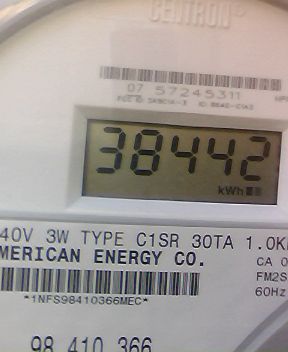 CENTRON®
07 57245311
38442
kWh
40V 3W TYPE C1SR 30TA 1.0K
MERICAN ENERGY CO.
CA 0
FM2S
*1NFS98410366MEC*
60Hz
98 410 366